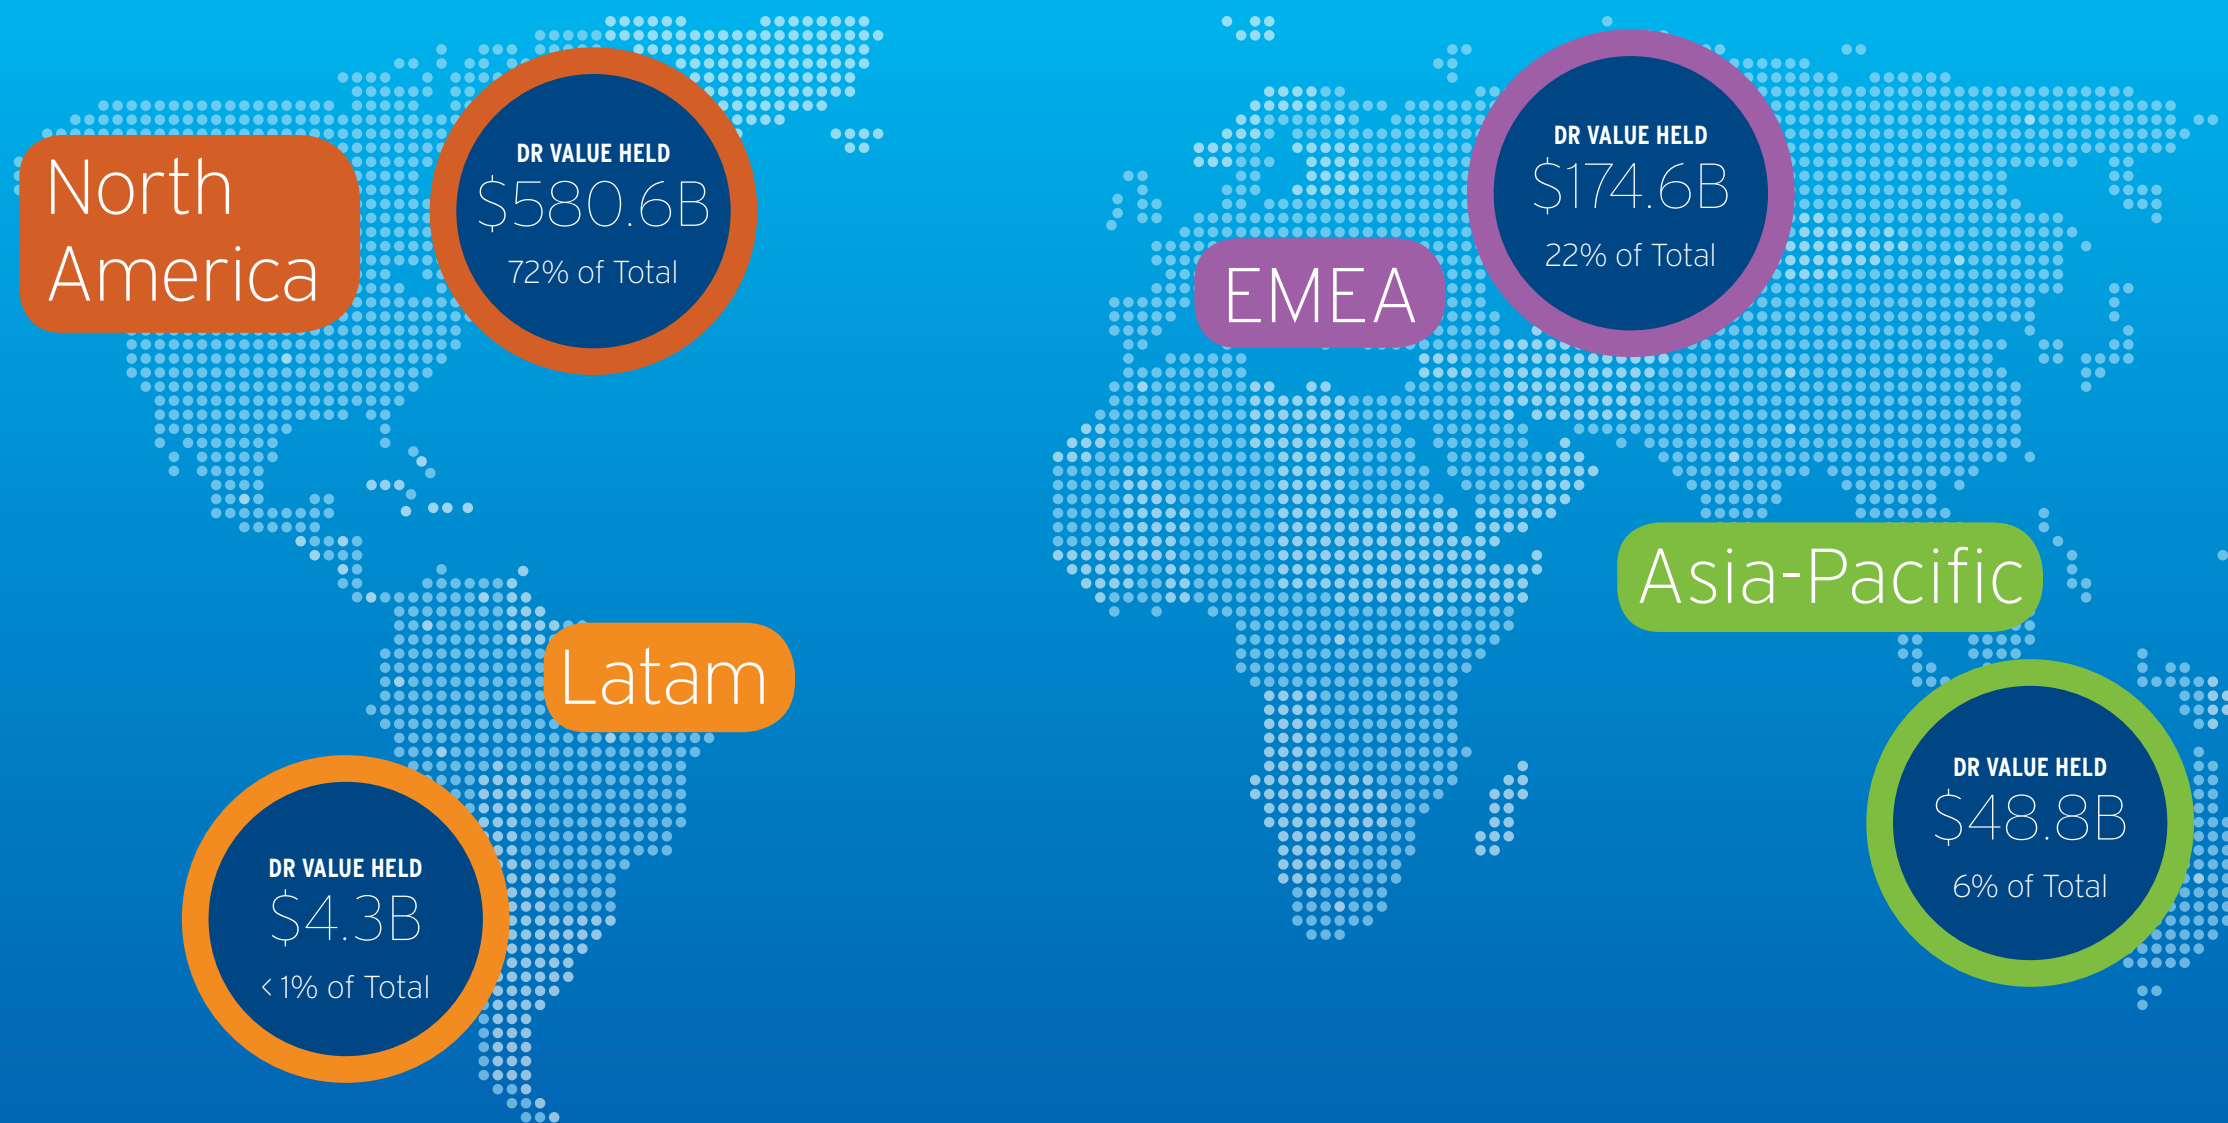 North
America
DR VALUE HELD
$580.6B
72% of Total
EMEA
DR VALUE HELD
$174.6B
22% of Total
Latam
DR VALUE HELD
$4.3B
< 1% of Total
Asia-Pacific
DR VALUE HELD
$48.8B
6% of Total